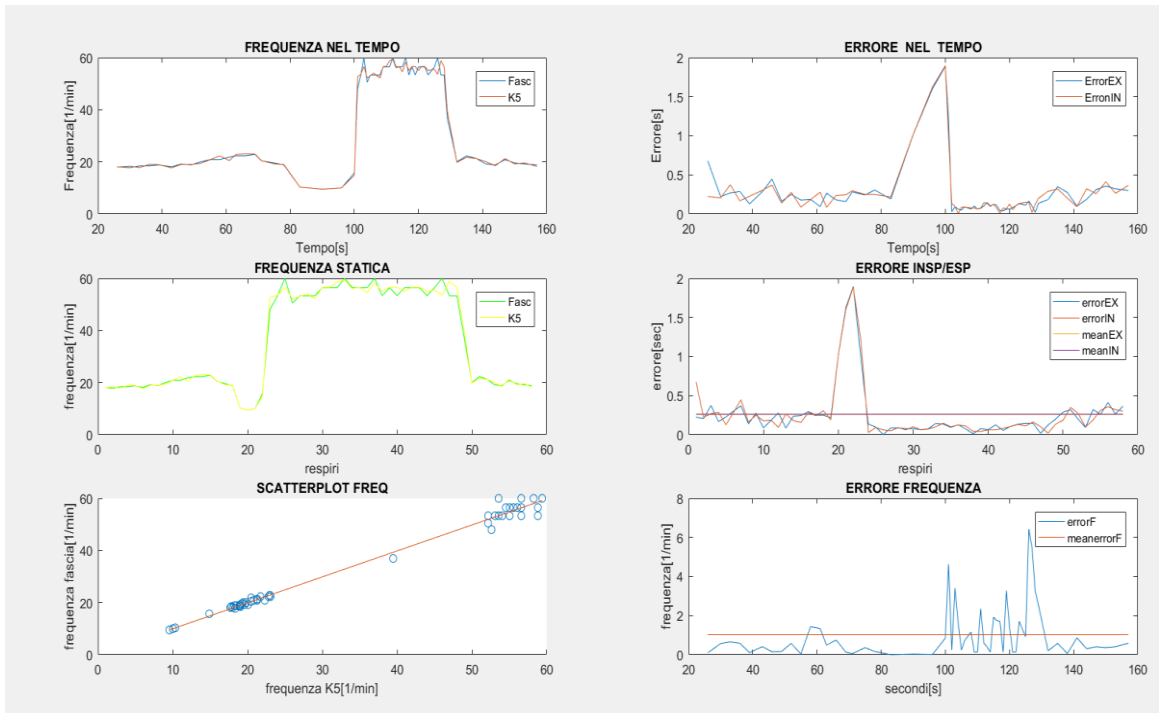 FREQUENZA NEL TEMPO
Frequenza[1/min]
60
40
20
0
Fasc
K5
0 20 40 60 80 100 120 140 160
Tempo[s]
ERRORE NEL TEMPO
Errore[s]
2
1.5
1
0.5
0
ErrorEX
ErronIN
20 40 60 80 100 120 140 160
Tempo[s]
FREQUENZA STATICA
frequenza[1/min]
60
40
20
0
Fasc
K5
0 10 20 30 40 50 60
respiri
ERRORE INSP/ESP
errore[sec]
2
1.5
1
0.5
0
errorEX
errorIN
meanEX
meanIN
0 10 20 30 40 50 60
respiri
SCATTERPLOT FREQ
frequenza fascia[1/min]
60
40
20
0
0 10 20 30 40 50 60
frequenza K5[1/min]
ERRORE FREQUENZA
frequenza[1/min]
8
6
4
2
0
errorF
meanerrorF
20 40 60 80 100 120 140 160
secondi[s]